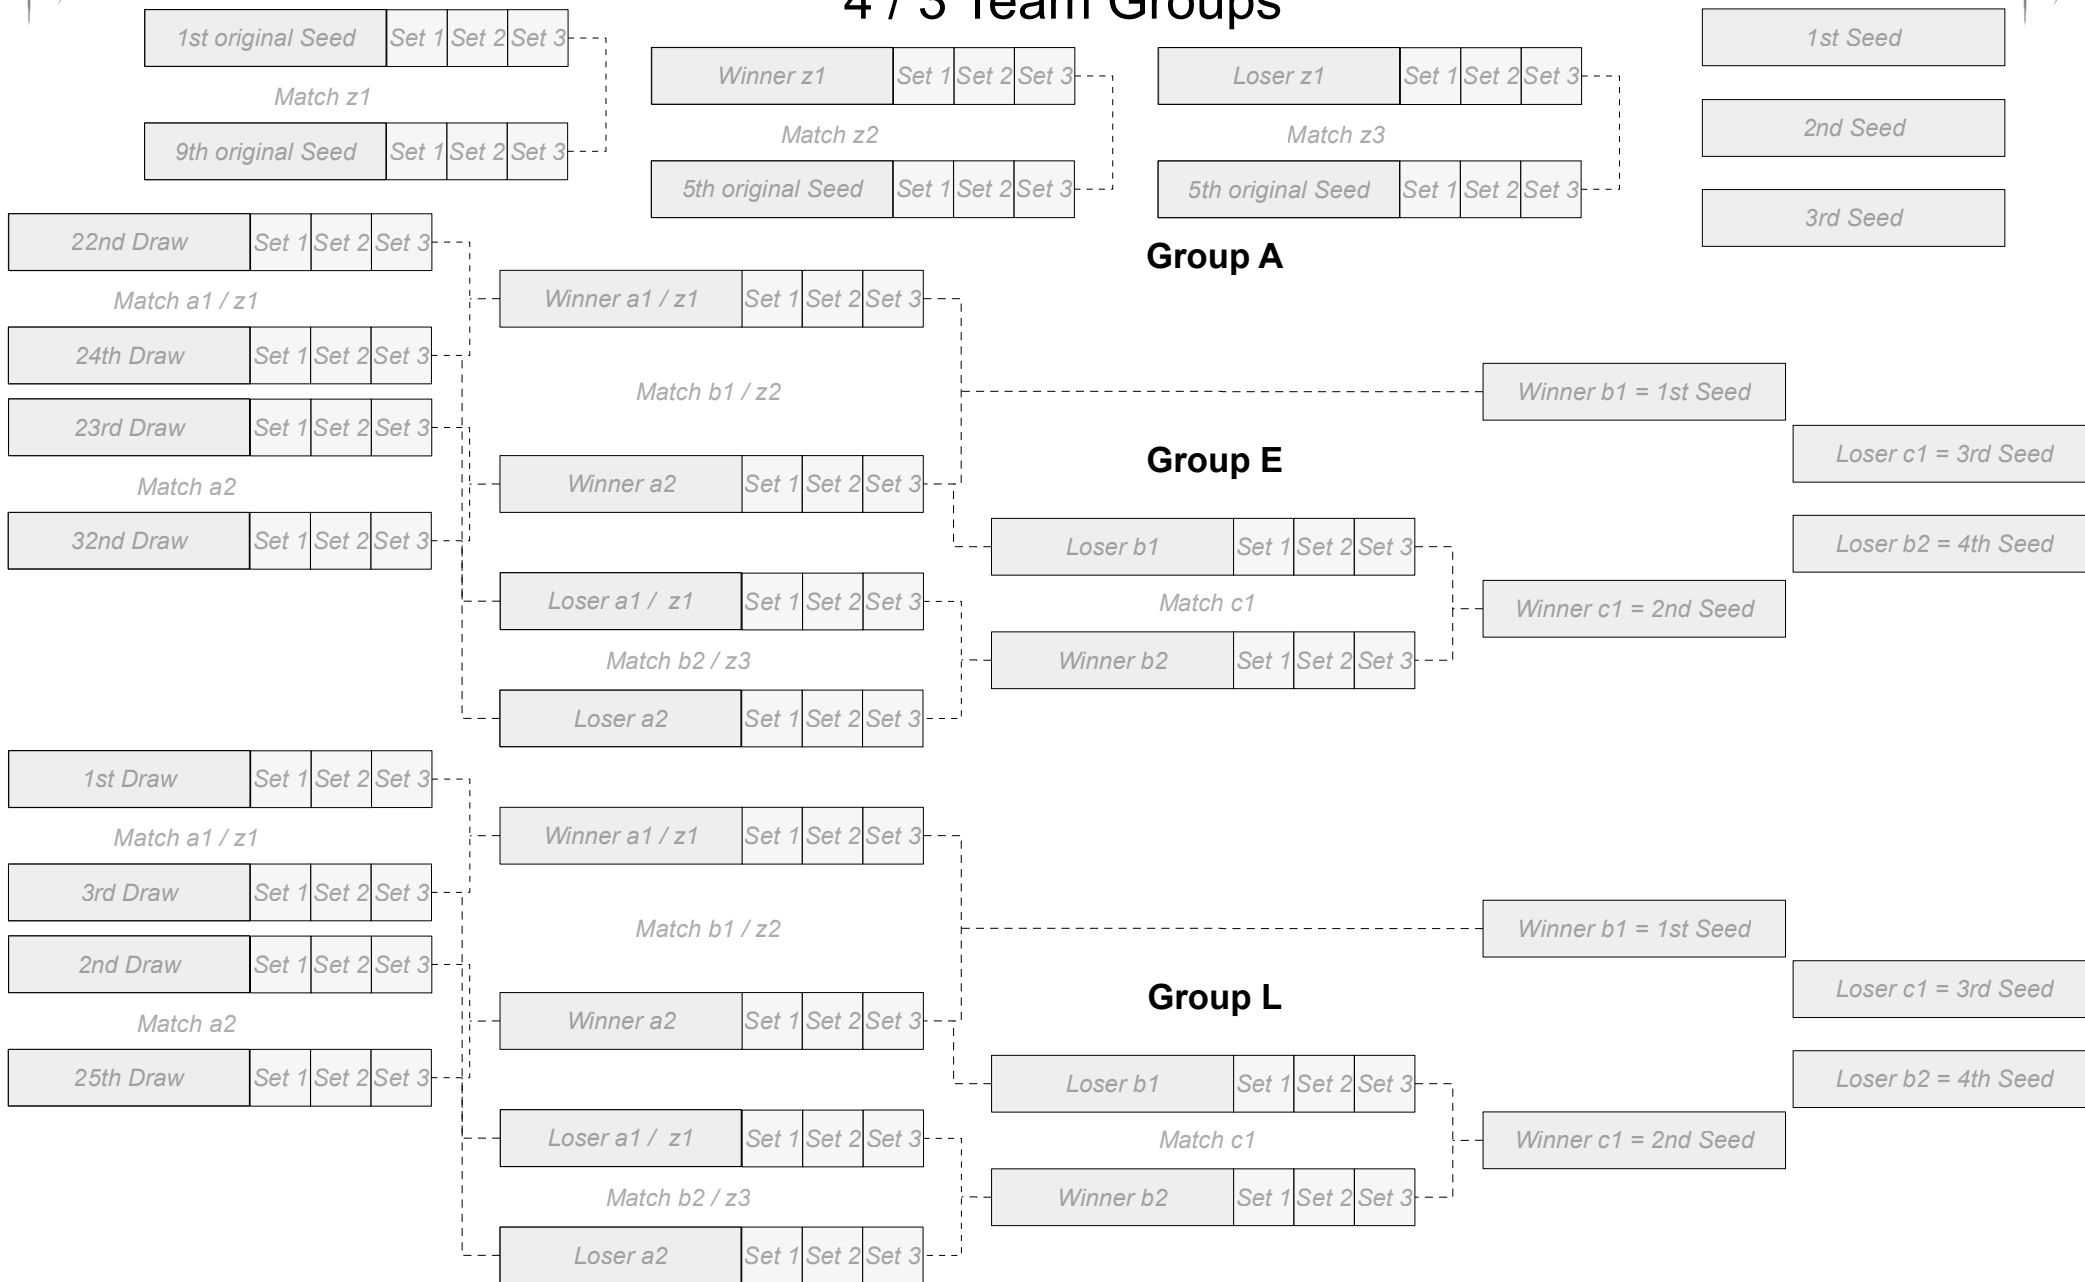 4 / 3 Team Groups
1st original Seed Set 1 Set 2 Set 3
Match z1
9th original Seed Set 1 Set 2 Set 3
Winner z1 Set 1 Set 2 Set 3
Match z2
5th original Seed Set 1 Set 2 Set 3
Loser z1 Set 1 Set 2 Set 3
Match z3
5th original Seed Set 1 Set 2 Set 3
1st Seed
2nd Seed
3rd Seed
Group A
22nd Draw Set 1 Set 2 Set 3
Match a1 / z1
24th Draw Set 1 Set 2 Set 3
23rd Draw Set 1 Set 2 Set 3
Match a2
32nd Draw Set 1 Set 2 Set 3
Winner a1 / z1 Set 1 Set 2 Set 3
Match b1 / z2
Winner a2 Set 1 Set 2 Set 3
Loser a1 / z1 Set 1 Set 2 Set 3
Match b2 / z3
Loser a2 Set 1 Set 2 Set 3
Group E
Loser b1 Set 1 Set 2 Set 3
Match c1
Winner b2 Set 1 Set 2 Set 3
Winner b1 = 1st Seed
Loser c1 = 3rd Seed
Loser b2 = 4th Seed
Winner c1 = 2nd Seed
1st Draw Set 1 Set 2 Set 3
Match a1 / z1
3rd Draw Set 1 Set 2 Set 3
2nd Draw Set 1 Set 2 Set 3
Match a2
25th Draw Set 1 Set 2 Set 3
Winner a1 / z1 Set 1 Set 2 Set 3
Match b1 / z2
Winner a2 Set 1 Set 2 Set 3
Loser a1 / z1 Set 1 Set 2 Set 3
Match b2 / z3
Loser a2 Set 1 Set 2 Set 3
Group L
Loser b1 Set 1 Set 2 Set 3
Match c1
Winner b2 Set 1 Set 2 Set 3
Winner b1 = 1st Seed
Loser c1 = 3rd Seed
Loser b2 = 4th Seed
Winner c1 = 2nd Seed